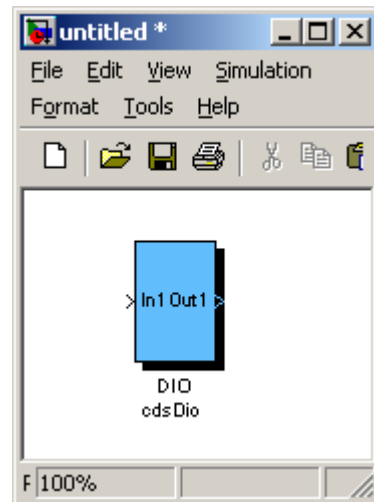 untitled *
File Edit View Simulation
Format Tools Help
In1 Out1
DIO
cdsDio
F 100%